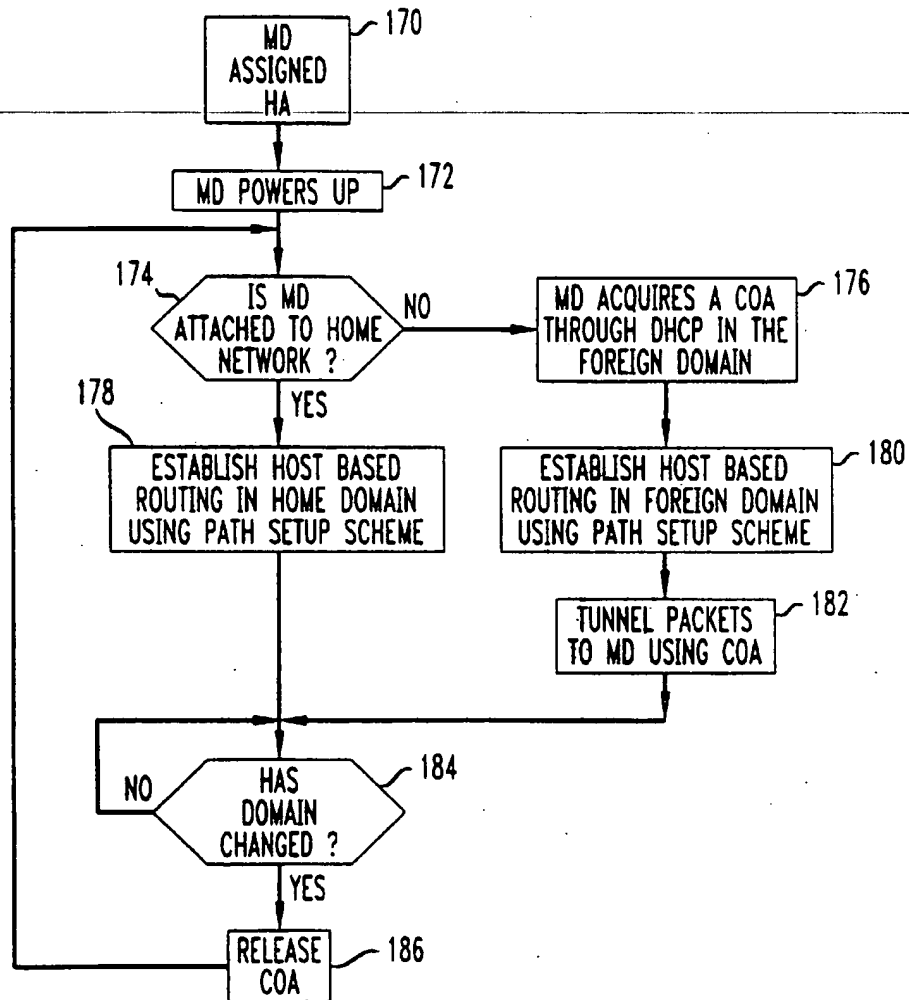 170
MD
ASSIGNED
HA
172
MD POWERS UP
174
IS MD
ATTACHED TO HOME
NETWORK ?
NO
YES
176
MD ACQUIRES A COA
THROUGH DHCP IN THE
FOREIGN DOMAIN
178
ESTABLISH HOST BASED
ROUTING IN HOME DOMAIN
USING PATH SETUP SCHEME
180
ESTABLISH HOST BASED
ROUTING IN FOREIGN DOMAIN
USING PATH SETUP SCHEME
182
TUNNEL PACKETS
TO MD USING COA
184
HAS
DOMAIN
CHANGED ?
NO
YES
RELEASE
COA
186